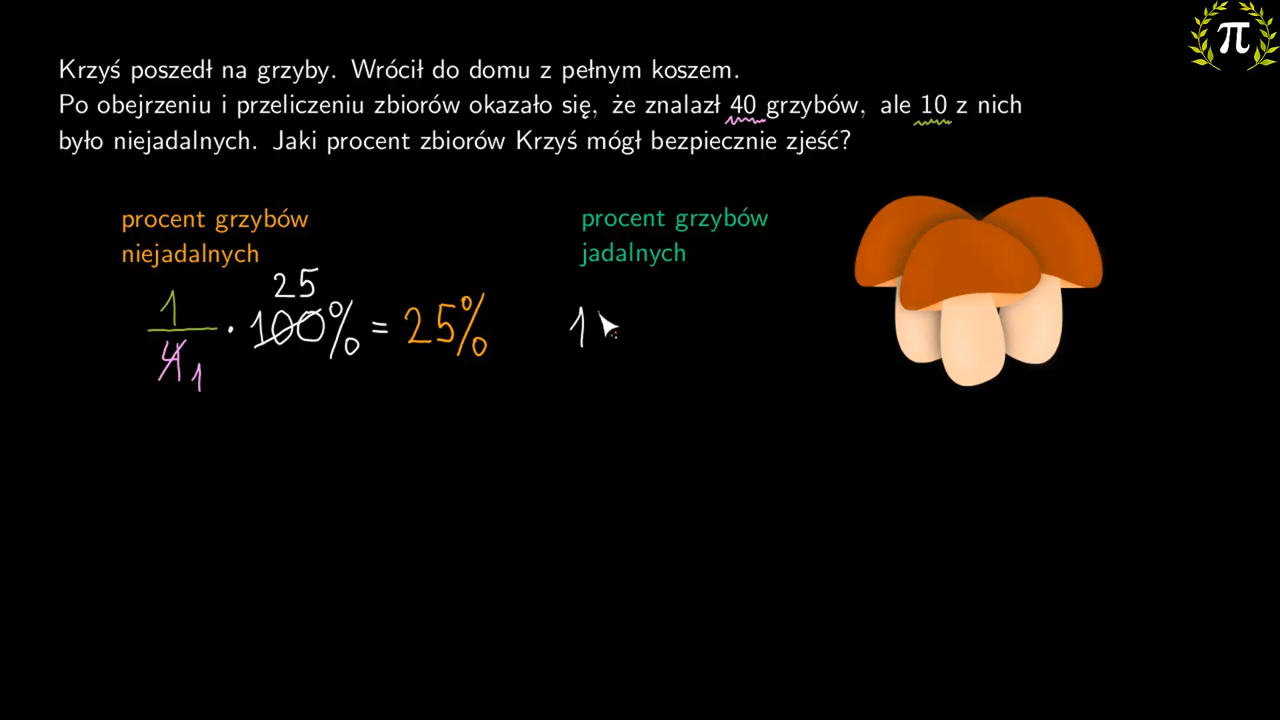 π
Krzyś poszedł na grzyby. Wrócił do domu z pełnym koszem.
Po obejrzeniu i przeliczeniu zbiorów okazało się, że znalazł 40 grzybów, ale 10 z nich
było niejadalnych. Jaki procent zbiorów Krzyś mógł bezpiecznie zjeść?
procent grzybów
niejadalnych
procent grzybów
jadalnych
25
1
· 100% = 25%
4 1
1